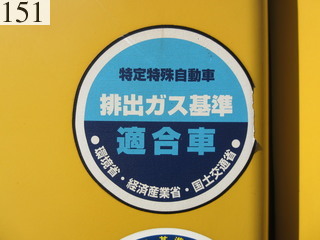 151
特定特殊自動車
排出ガス基準
適合車
・環境省・経済産業省・国土交通省・